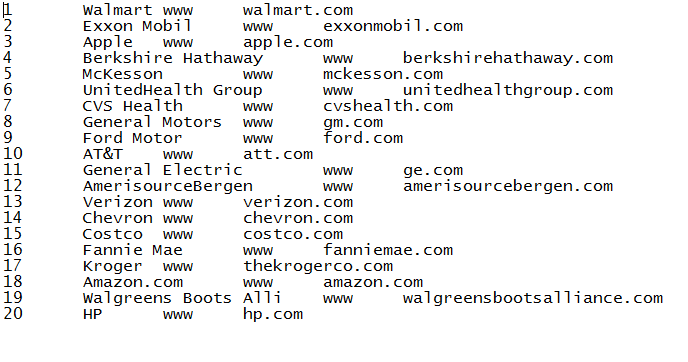 1	Walmart	www	walmart.com
2	Exxon Mobil	www	exxonmobil.com
3	Apple	www	apple.com
4	Berkshire Hathaway	www	berkshirehathaway.com
5	McKesson	www	mckesson.com
6	UnitedHealth Group	www	unitedhealthgroup.com
7	CVS Health	www	cvshealth.com
8	General Motors	www	gm.com
9	Ford Motor	www	ford.com
10	AT&T	www	att.com
11	General Electric	www	ge.com
12	AmerisourceBergen	www	amerisourcebergen.com
13	Verizon	www	verizon.com
14	Chevron	www	chevron.com
15	Costco	www	costco.com
16	Fannie Mae	www	fanniemae.com
17	Kroger	www	thekrogerco.com
18	Amazon.com	www	amazon.com
19	Walgreens Boots Alli	www	walgreensbootsalliance.com
20	HP	www	hp.com